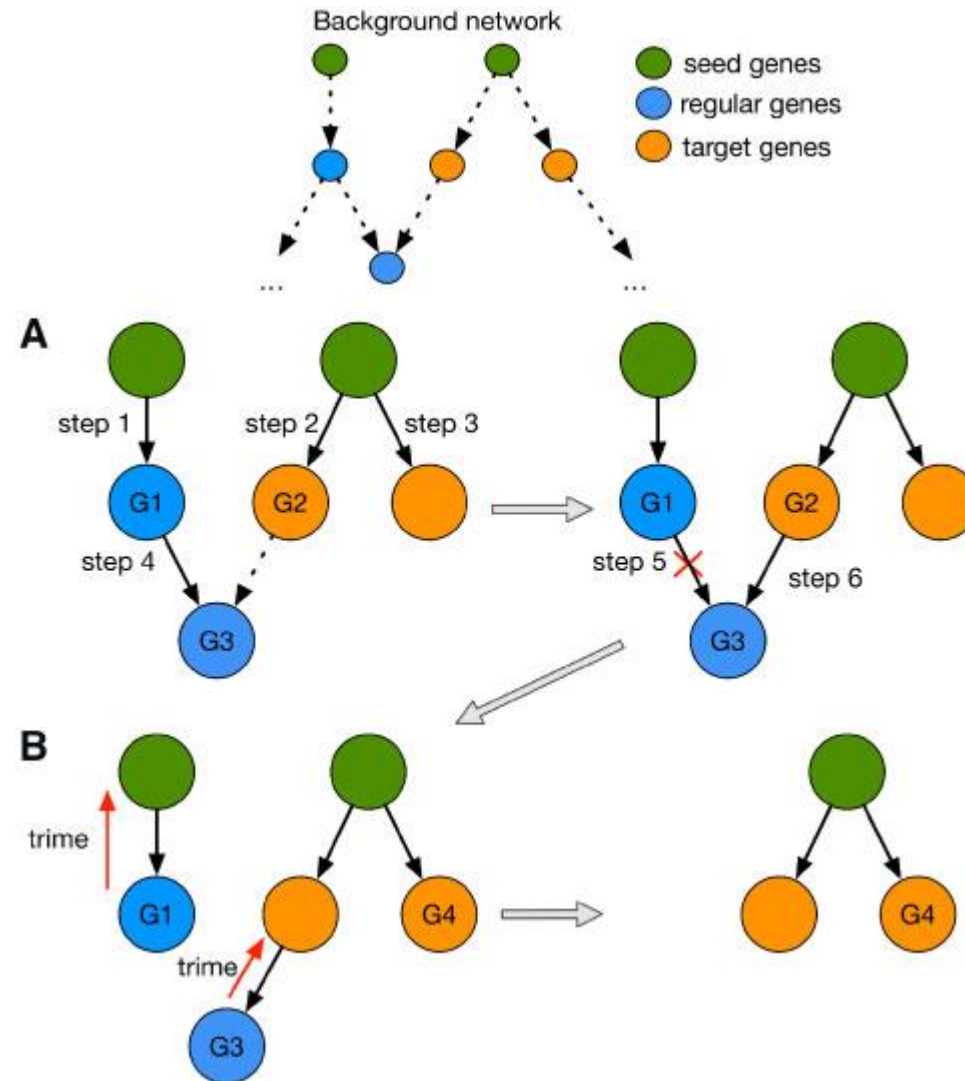 Background network
seed genes
regular genes
target genes
...
...
A
step 1
step 2
step 3
G1
G2
step 4
G3
G1
G2
step 5
step 6
G3
B
trime
G1
G4
trime
G3
G4